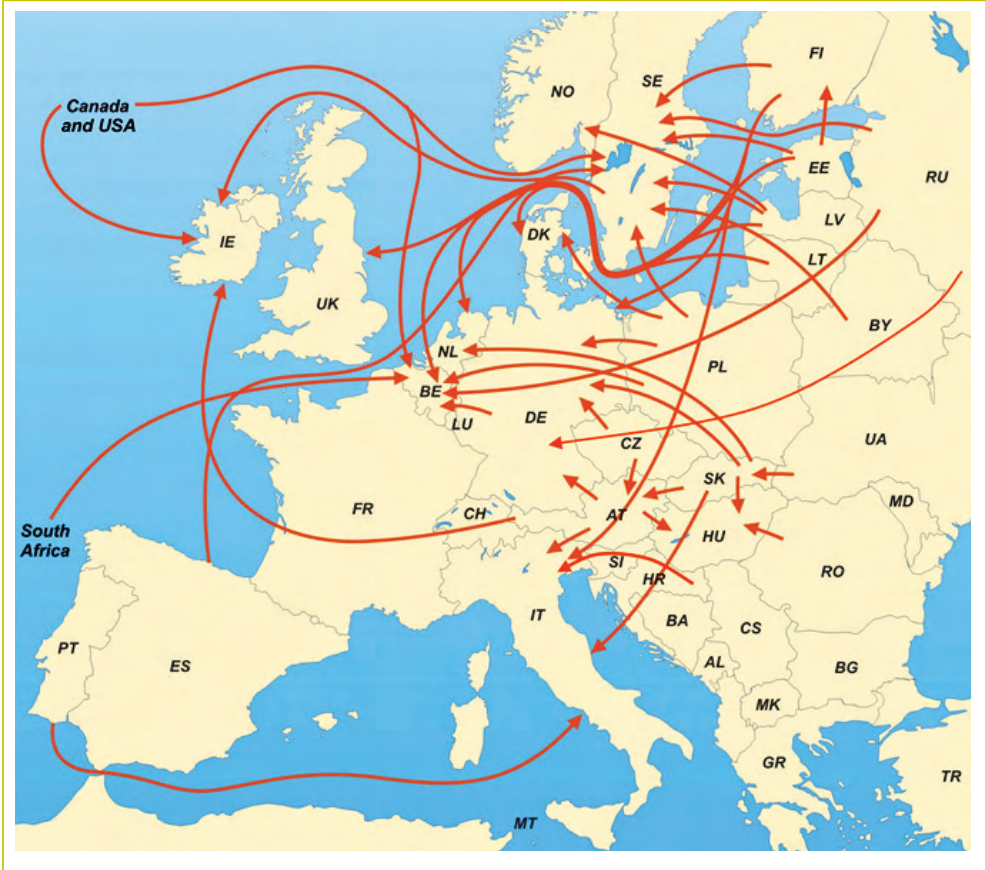 FI
SE
NO
Canada
and USA
EE
RU
LV
IE
DK
LT
UK
BY
NL
PL
BE
DE
LU
CZ
UA
SK
MD
FR
CH
AT
HU
South
Africa
SI
RO
HR
IT
BA
CS
PT
ES
AL
BG
MK
GR
TR
MT